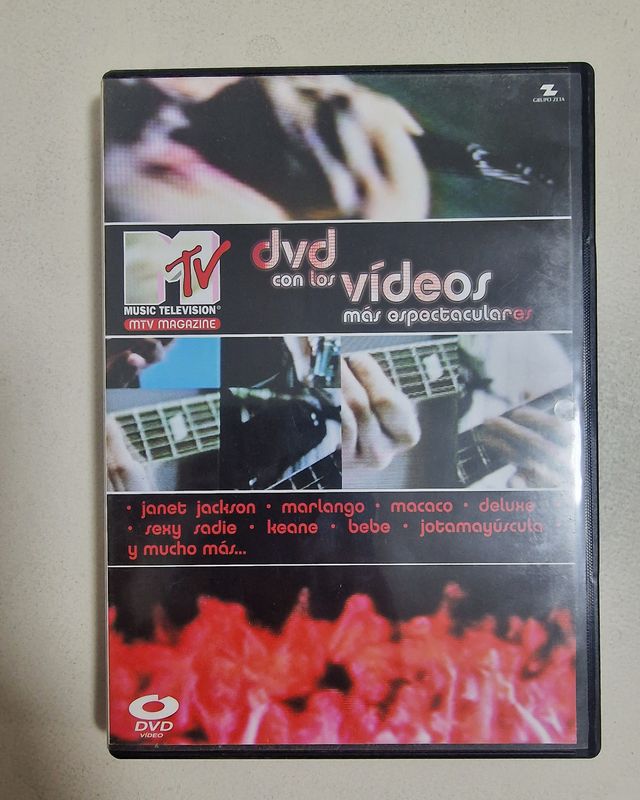 GRUPO ZETA
MTV
MUSIC TELEVISION®
MTV MAGAZINE
dvd
con los vídeos
más espectaculares
• janet jackson • marlango • macaco • deluxe •
• sexy sadie • keane • bebe • jotamayúscula •
y mucho más...
DVD
VIDEO